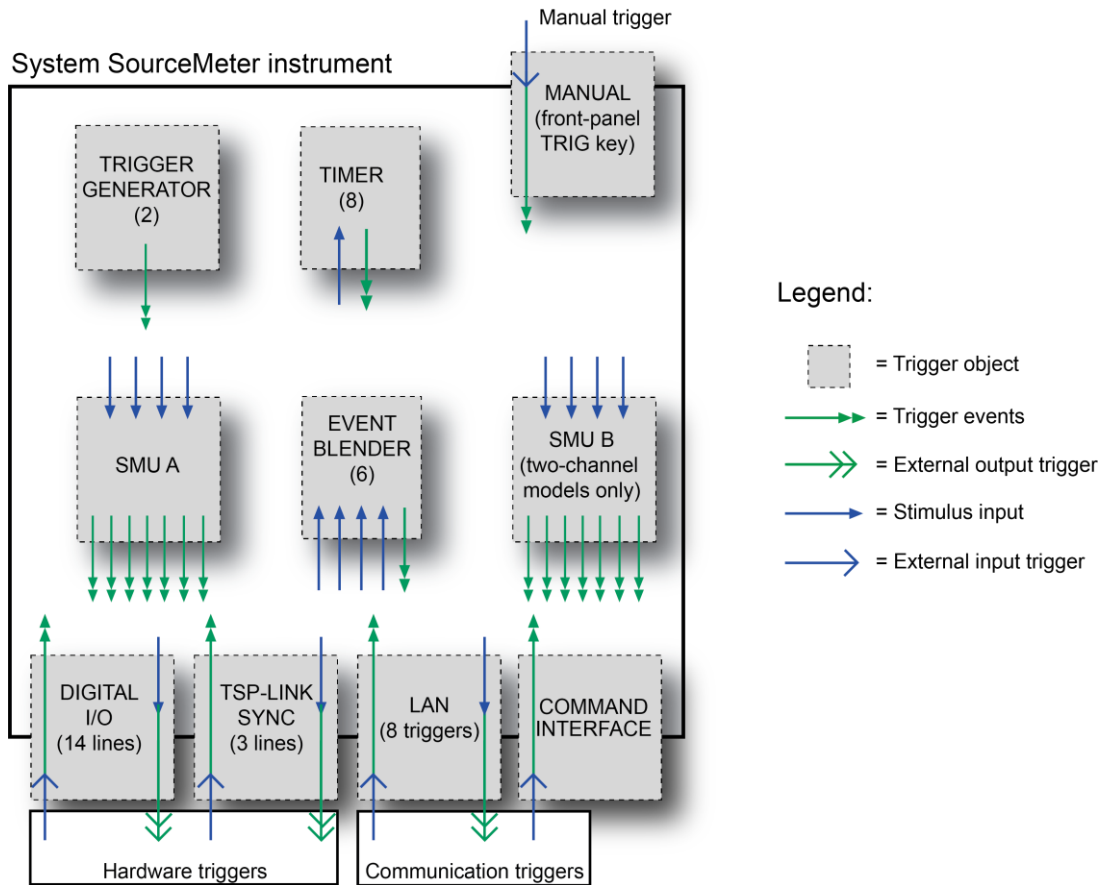 Manual trigger
System SourceMeter instrument
MANUAL
(front-panel
TRIG key)
TRIGGER
GENERATOR
(2)
TIMER
(8)
Legend:
= Trigger object
= Trigger events
= External output trigger
= Stimulus input
= External input trigger
SMU A
EVENT
BLENDER
(6)
SMU B
(two-channel
models only)
DIGITAL
I/O
(14 lines)
TSP-LINK
SYNC
(3 lines)
LAN
(8 triggers)
COMMAND
INTERFACE
Hardware triggers
Communication triggers